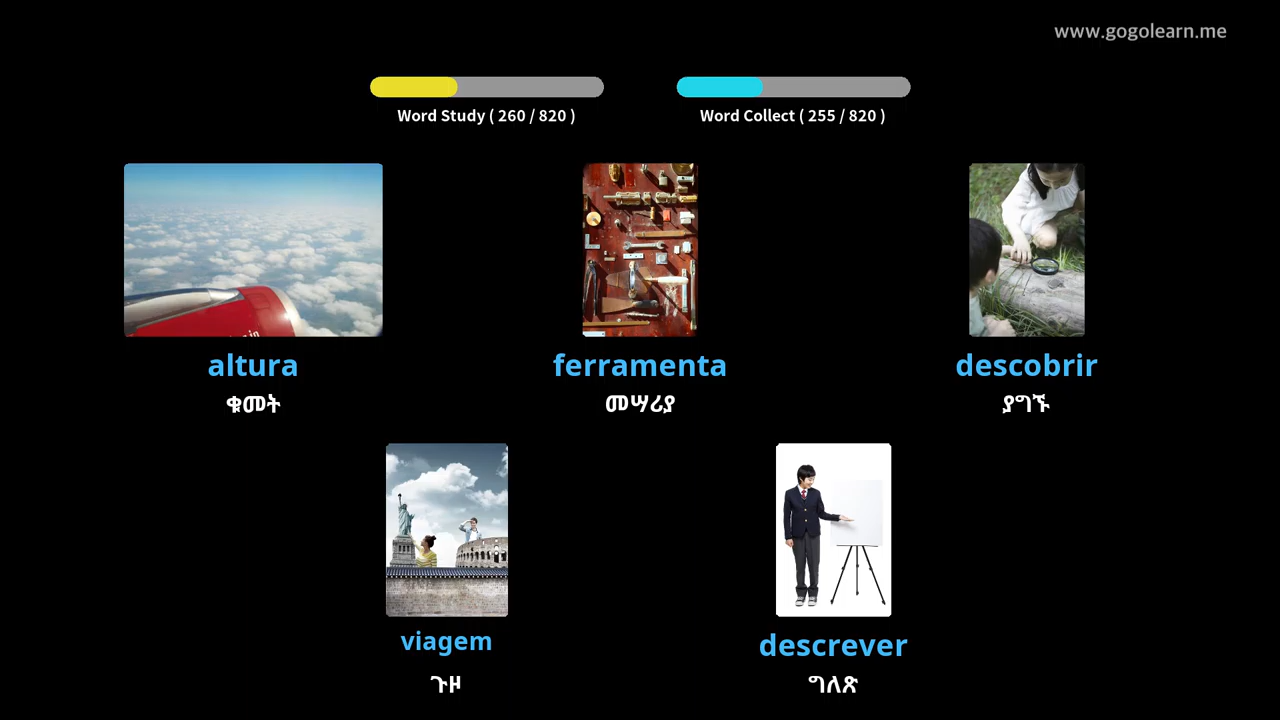 www.gogolearn.me
Word Study ( 260 / 820 )
Word Collect ( 255 / 820 )
altura
ቁመት
ferramenta
መሣሪያ
descobrir
ያግኙ
viagem
ጉዞ
descrever
ግለጽ